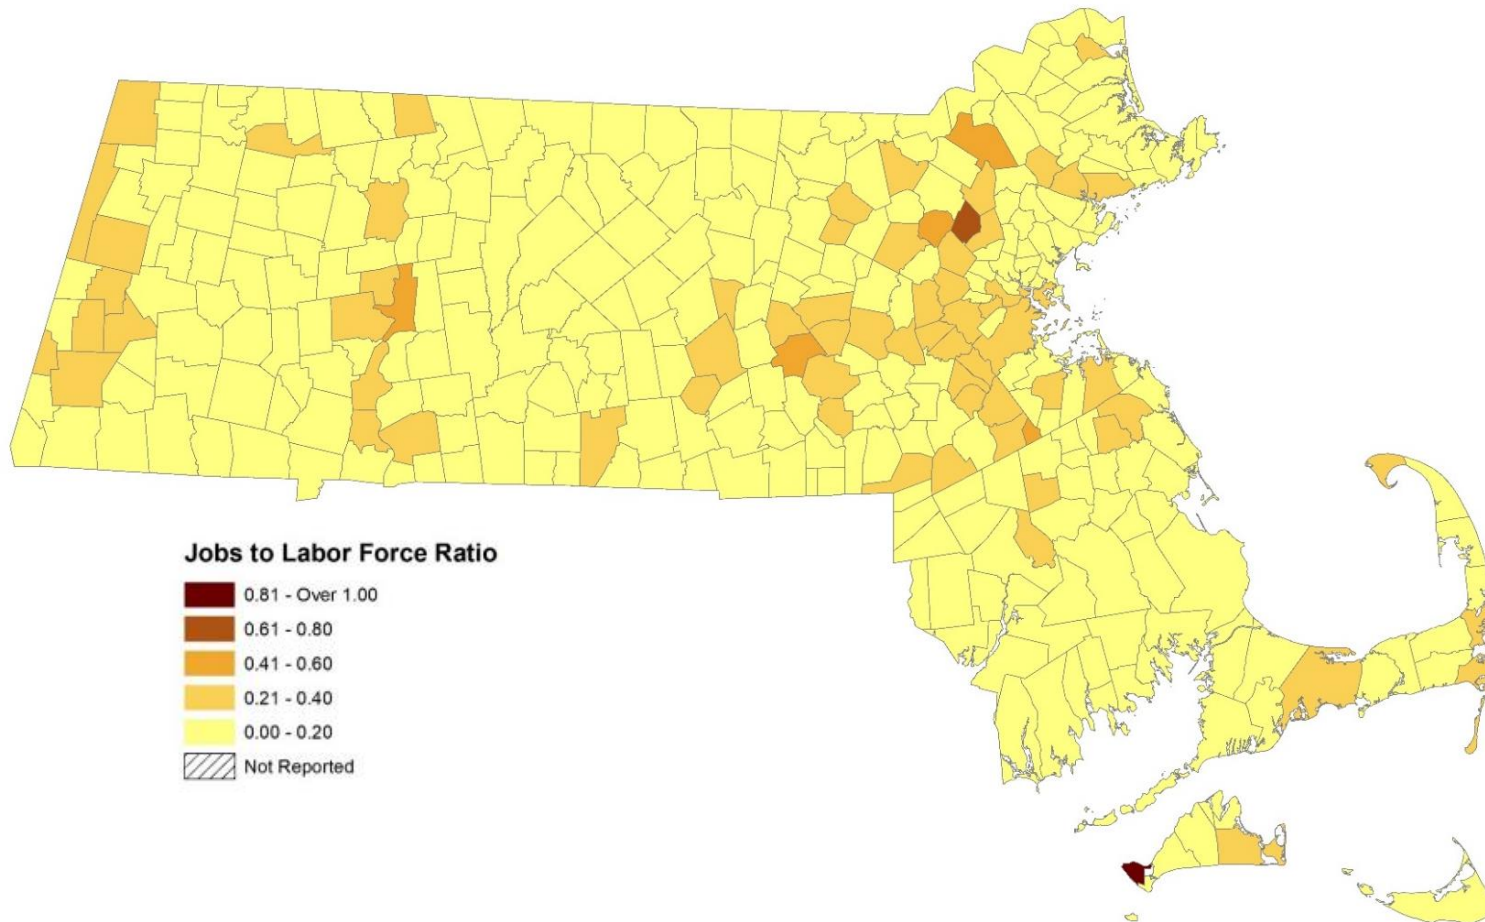 Jobs to Labor Force Ratio
0.81 - Over 1.00
0.61 - 0.80
0.41 - 0.60
0.21 - 0.40
0.00 - 0.20
Not Reported